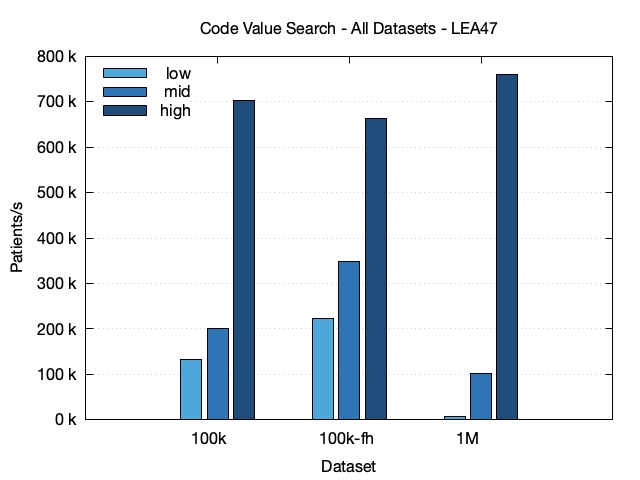 Code Value Search - All Datasets - LEA47
800 k
700 k
600 k
500 k
400 k
300 k
200 k
100 k
0 k
low
mid
high
Patients/s
100k
100k-fh
1M
Dataset